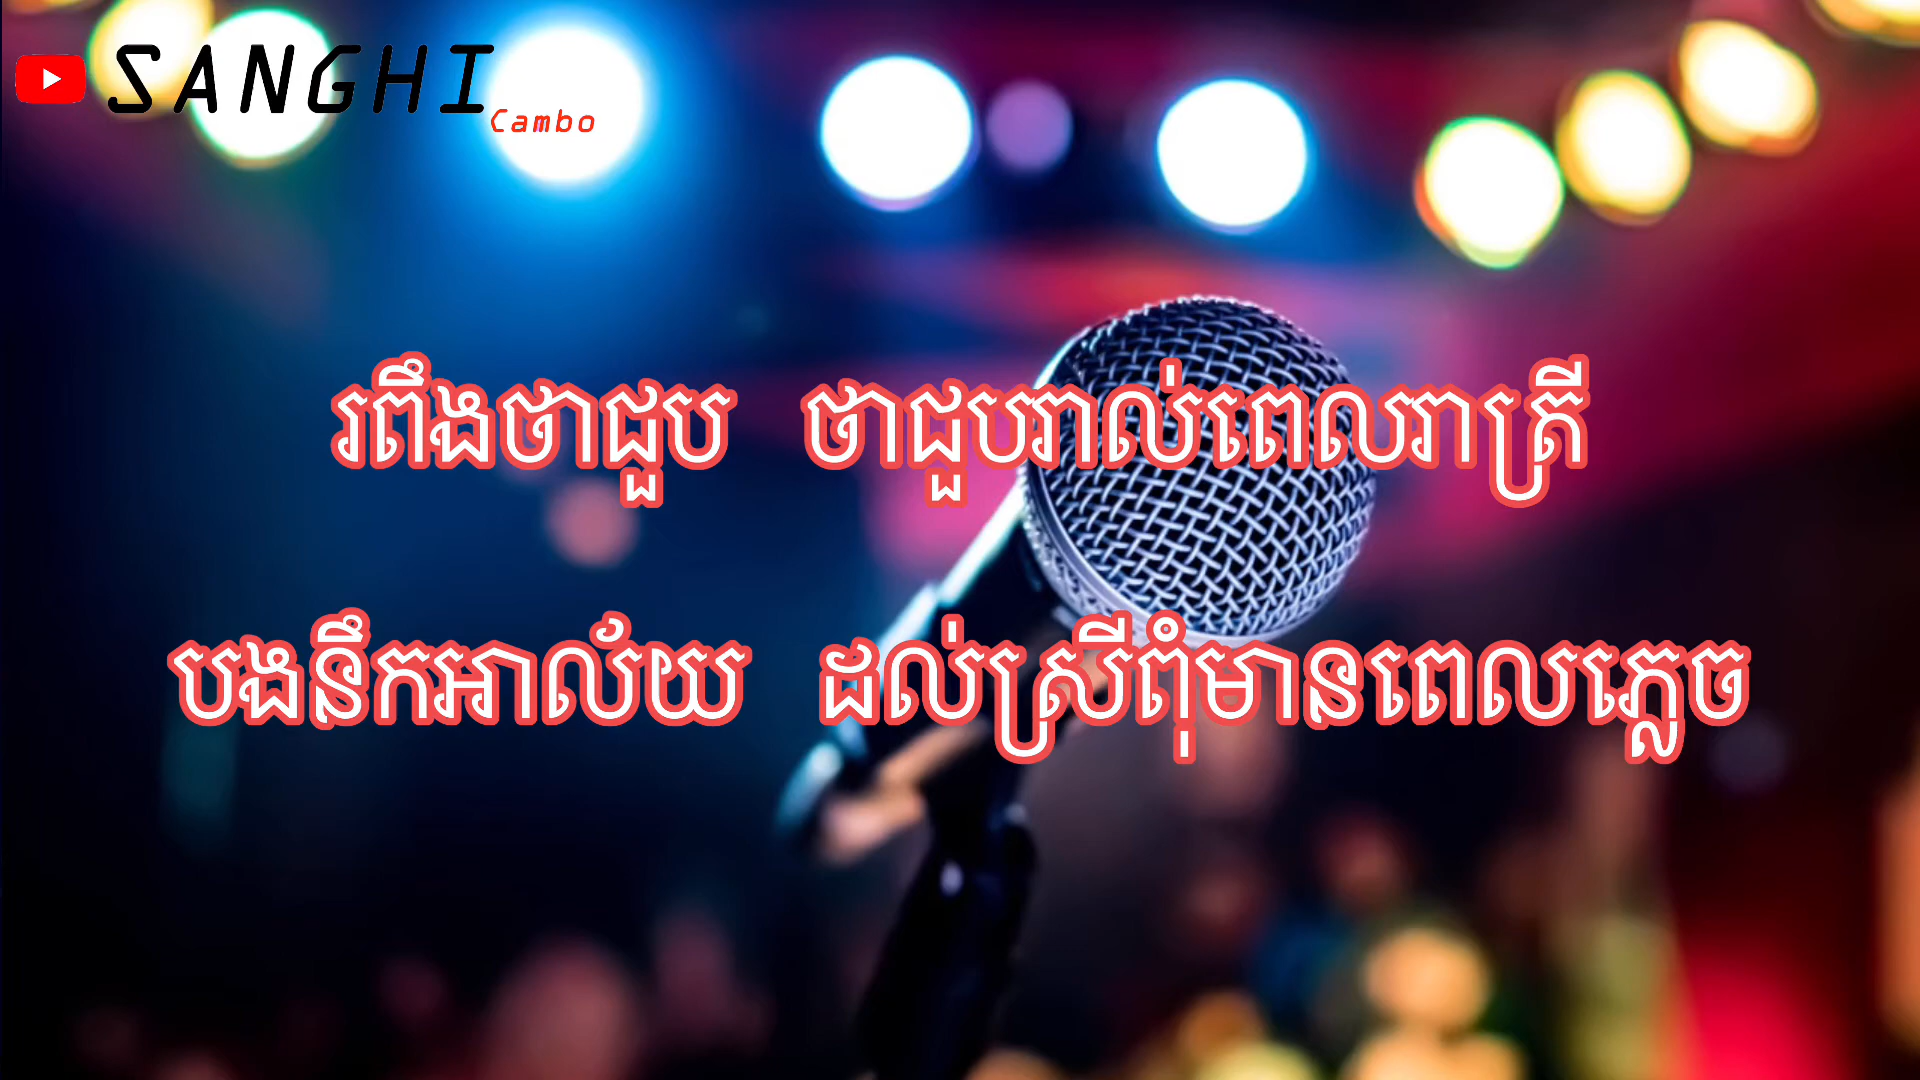 SANGHI
Cambo
រពឹងថាជួប ថាជួបរាល់ពេលរាត្រី
បងនឹកអាល័យ ដល់ស្រីពុំមានពេលភ្លេច